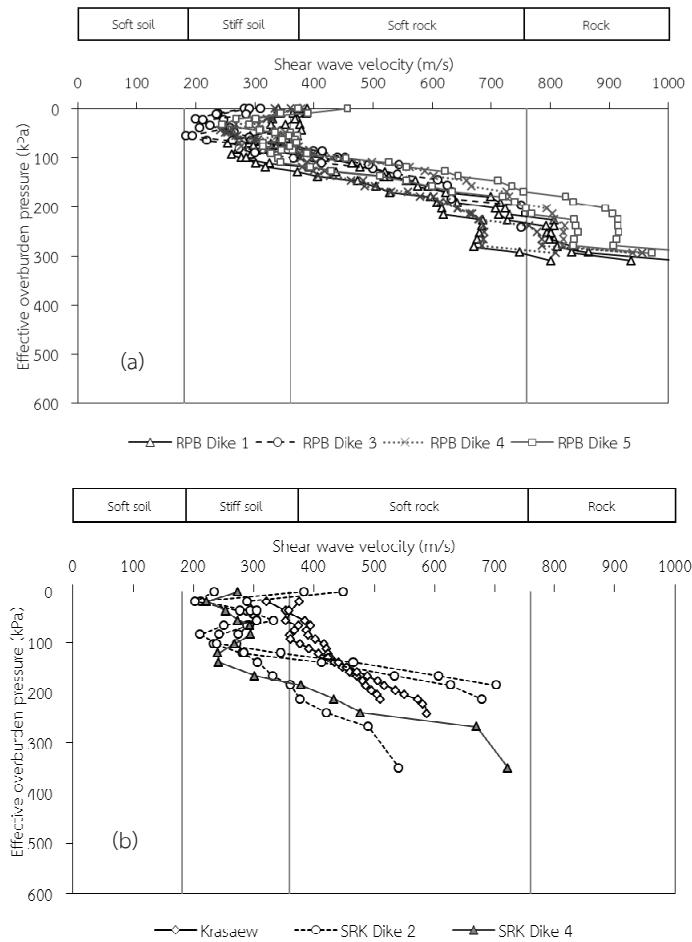 Soft soil Stiff soil Soft rock Rock
Shear wave velocity (m/s)
0 100 200 300 400 500 600 700 800 900 1000
0
100
200
300
400
500
600
Effective overburden pressure (kPa)
(a)
RPB Dike 1 RPB Dike 3 RPB Dike 4 RPB Dike 5
Soft soil Stiff soil Soft rock Rock
Shear wave velocity (m/s)
0 100 200 300 400 500 600 700 800 900 1000
0
100
200
300
400
500
600
Effective overburden pressure (kPa)
(b)
Krasaew SRK Dike 2 SRK Dike 4